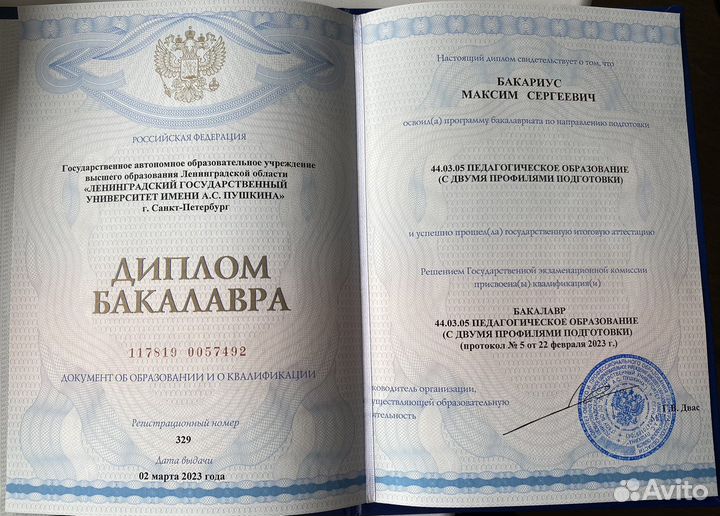 РОССИЙСКАЯ ФЕДЕРАЦИЯ
Государственное автономное образовательное учреждение
высшего образования Ленинградской области
«ЛЕНИНГРАДСКИЙ ГОСУДАРСТВЕННЫЙ
УНИВЕРСИТЕТ ИМЕНИ А.С. ПУШКИНА»
г. Санкт-Петербург
ДИПЛОМ
БАКАЛАВРА
117819 0057492
ДОКУМЕНТ ОБ ОБРАЗОВАНИИ И О КВАЛИФИКАЦИИ
Регистрационный номер
329
Дата выдачи
02 марта 2023 года
Настоящий диплом свидетельствует о том, что
БАКАРИУС
МАКСИМ СЕРГЕЕВИЧ
освоил(а) программу бакалавриата по направлению подготовки
44.03.05 ПЕДАГОГИЧЕСКОЕ ОБРАЗОВАНИЕ
(С ДВУМЯ ПРОФИЛЯМИ ПОДГОТОВКИ)
и успешно прошел(ла) государственную итоговую аттестацию
Решением Государственной экзаменационной комиссии
присвоена(ы) квалификация(и)
БАКАЛАВР
44.03.05 ПЕДАГОГИЧЕСКОЕ ОБРАЗОВАНИЕ
(С ДВУМЯ ПРОФИЛЯМИ ПОДГОТОВКИ)
(протокол № 5 от 22 февраля 2023 г.)
ководитель организации,
уществляющей образовательную
ятельность
Г.В. Двас
Avito